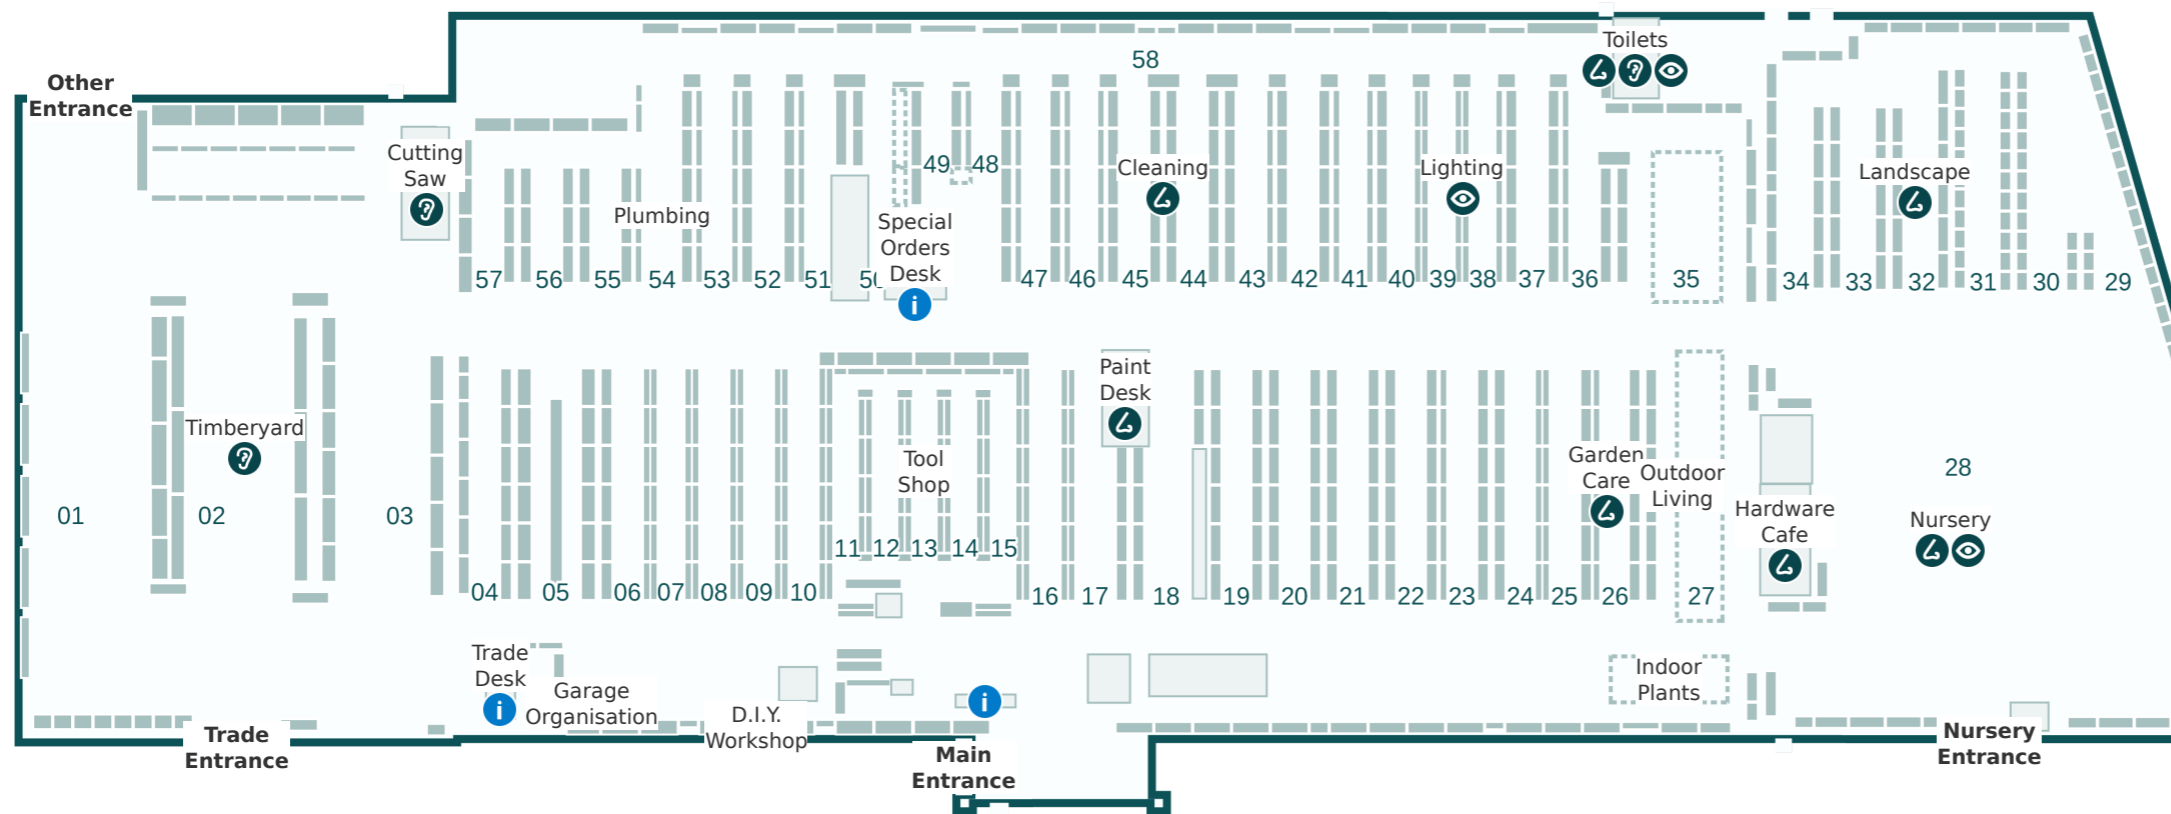 Other
Entrance
Toilets
58
Cutting
Saw
Plumbing
49
48
Special
Orders
Desk
i
Cleaning
Lighting
Landscape
57
56
55
54
53
52
51
50
47
46
45
44
43
42
41
40
39
38
37
36
35
34
33
32
31
30
29
Timberyard
Tool
Shop
Paint
Desk
Garden
Care
Outdoor
Living
Hardware
Cafe
28
Nursery
01
02
03
04
05
06
07
08
09
10
11
12
13
14
15
16
17
18
19
20
21
22
23
24
25
26
27
Trade
Desk
i
Garage
Organisation
D.I.Y.
Workshop
i
Indoor
Plants
Trade
Entrance
Main
Entrance
Nursery
Entrance